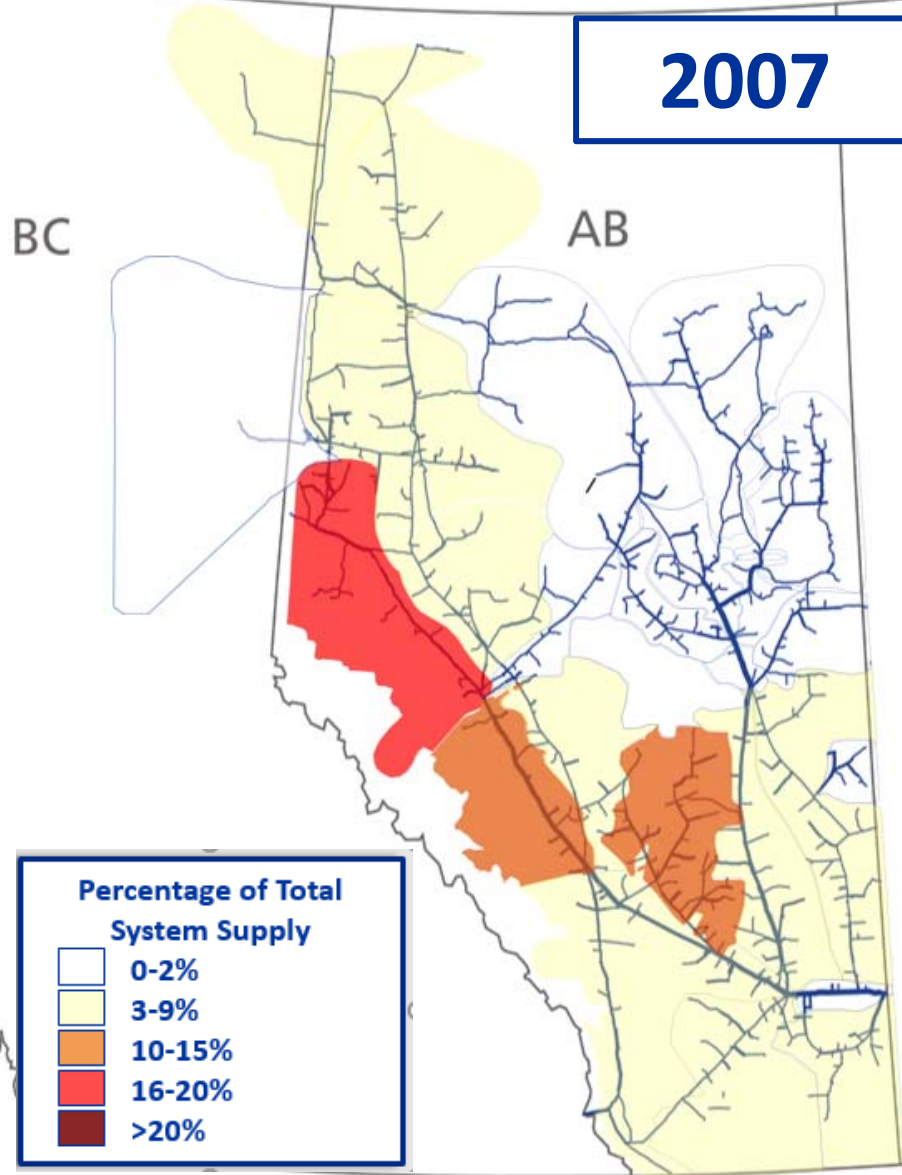 2007
BC
AB
Percentage of Total
System Supply
0-2%
3-9%
10-15%
16-20%
>20%